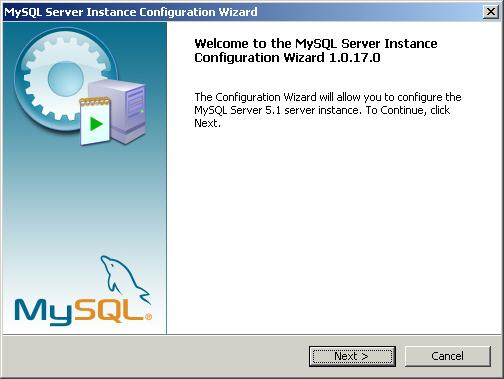 MySQL Server Instance Configuration Wizard
Welcome to the MySQL Server Instance
Configuration Wizard 1.0.17.0
The Configuration Wizard will allow you to configure the
MySQL Server 5.1 server instance. To Continue, click
Next.
MySQL®
Next >
Cancel